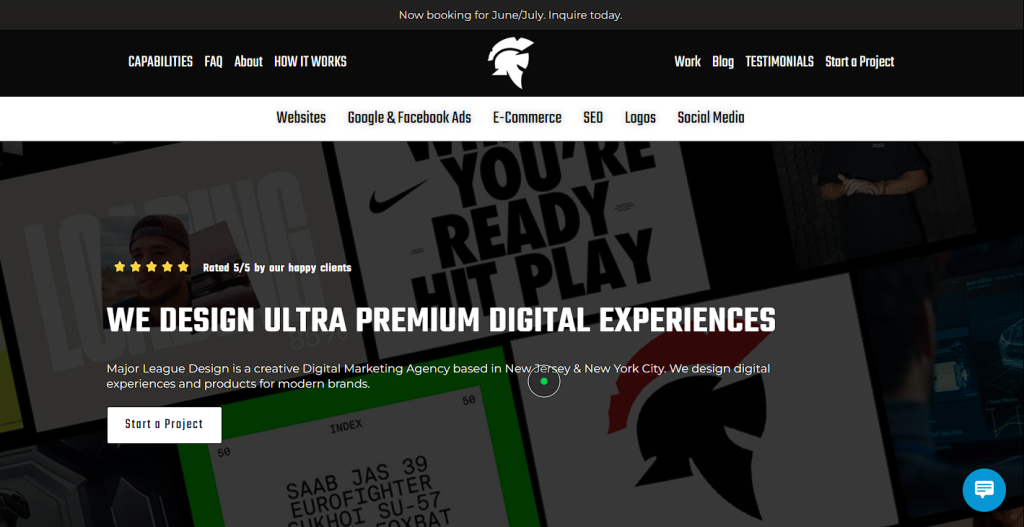 Now booking for June/July. Inquire today.
CAPABILITIES FAQ About HOW IT WORKS
Work Blog TESTIMONIALS Start a Project
Websites Google & Facebook Ads E-Commerce SEO Logos Social Media
YOU'RE
READY
HIT PLAY
LOADING
Rated 5/5 by our happy clients
WE DESIGN ULTRA PREMIUM DIGITAL EXPERIENCES
85%
Major League Design is a creative Digital Marketing Agency based in New Jersey & New York City. We design digital
experiences and products for modern brands.
Start a Project
50
INDEX
50
SAAB JAS 39
EUROFIGHTER
SUKHOI SU-57
FOXBAT